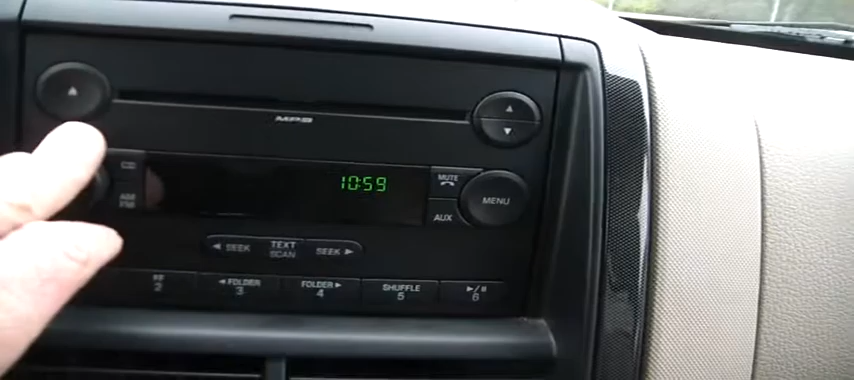 MP3
CD
MUTE
10:59
MENU
AM
FM
AUX
◄ SEEK TEXT SCAN SEEK ►
◄ FOLDER FOLDER ► SHUFFLE ►/II
2 3 4 5 6